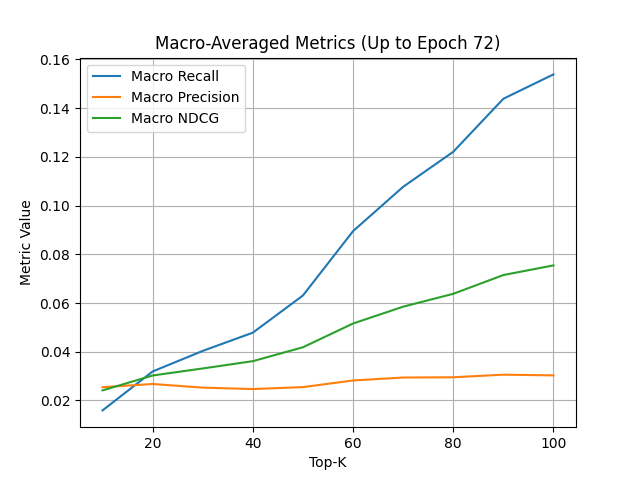 Macro-Averaged Metrics (Up to Epoch 72)
Macro Recall
Macro Precision
Macro NDCG
0.16
0.14
0.12
0.10
0.08
0.06
0.04
0.02
Metric Value
20
40
60
80
100
Top-K